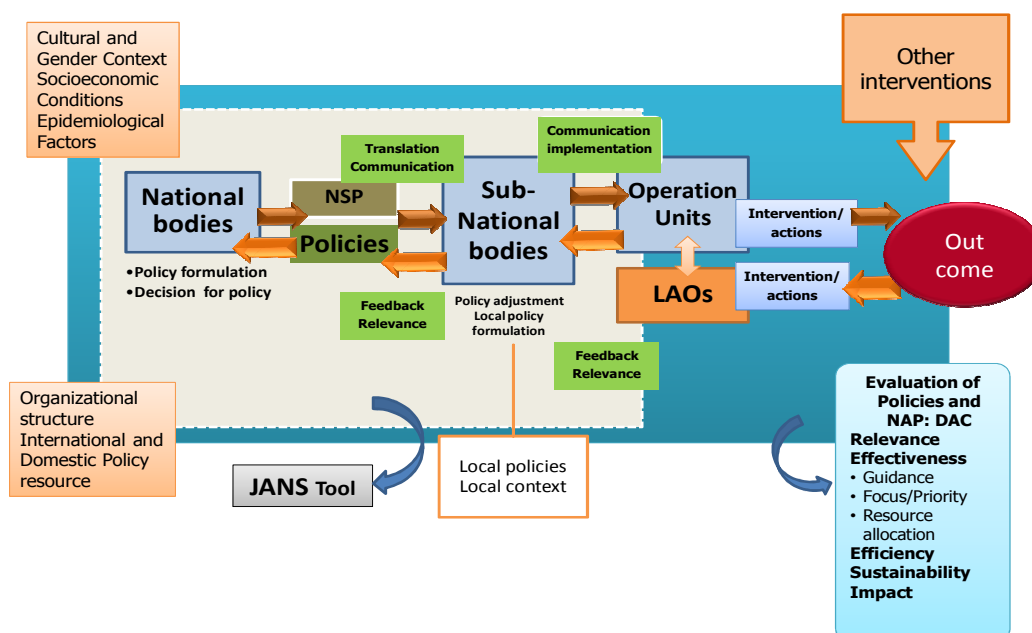 Cultural and
Gender Context
Socioeconomic
Conditions
Epidemiological
Factors
Other
interventions
Translation
Communication
Communication
implementation
National
bodies
NSP
Policies
Sub-
National
bodies
Operation
Units
Intervention/
actions
Out
come
•Policy formulation
•Decision for policy
LAOs
Intervention/
actions
Feedback
Relevance
Policy adjustment
Local policy
formulation
Feedback
Relevance
Organizational
structure
International and
Domestic Policy
resource
JANS Tool
Local policies
Local context
Evaluation of
Policies and
NAP: DAC
Relevance
Effectiveness
• Guidance
• Focus/Priority
• Resource
allocation
Efficiency
Sustainability
Impact